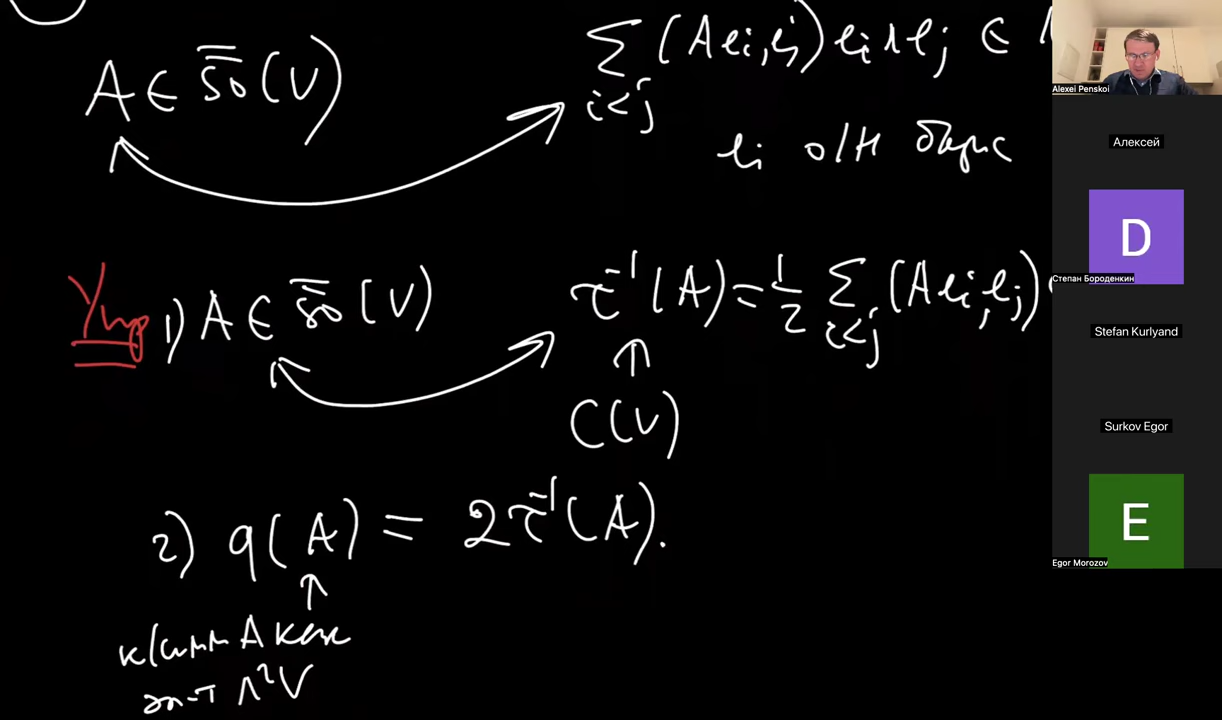 A ∈ so(V)
∑ (Aei, ej) ei ∧ ej ∈
i<j
ei о/н базис
Упр 1) A ∈ so(V)
τ⁻¹(A) = 1/2 ∑ (Aei, ej)
i<j
C(V)
2) q(A) = 2τ⁻¹(A).
к/симм A как
эл-т Λ²V
Alexei Penskoi
Алексей
D
Степан Бороденкин
Stefan Kurlyand
Surkov Egor
E
Egor Morozov